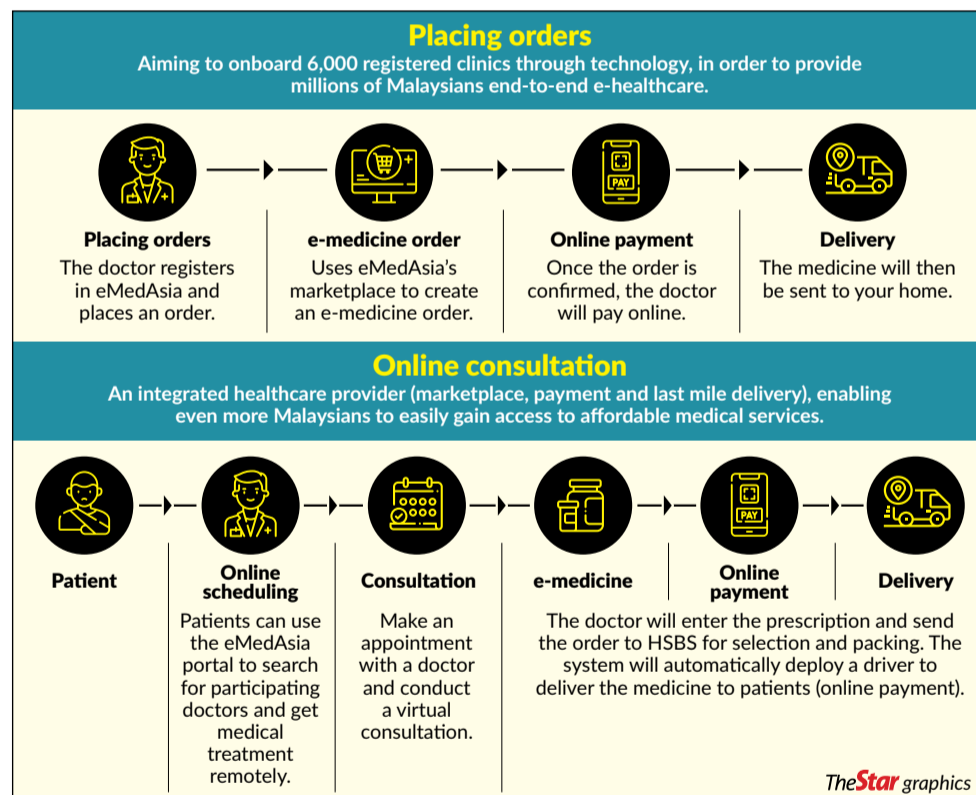 Placing orders
Aiming to onboard 6,000 registered clinics through technology, in order to provide
millions of Malaysians end-to-end e-healthcare.
PAY
Placing orders
The doctor registers
in eMedAsia and
places an order.
e-medicine order
Uses eMedAsia's
marketplace to create
an e-medicine order.
Online payment
Once the order is
confirmed, the doctor
will pay online.
Delivery
The medicine will then
be sent to your home.
Online consultation
An integrated healthcare provider (marketplace, payment and last mile delivery), enabling
even more Malaysians to easily gain access to affordable medical services.
PAY
Patient
Online
scheduling
Patients can use
the eMedAsia
portal to search
for participating
doctors and get
medical
treatment
remotely.
Consultation
Make an
appointment
with a doctor
and conduct
a virtual
consultation.
e-medicine
Online
payment
Delivery
The doctor will enter the prescription and send
the order to HSBS for selection and packing. The
system will automatically deploy a driver to
deliver the medicine to patients (online payment).
TheStar graphics